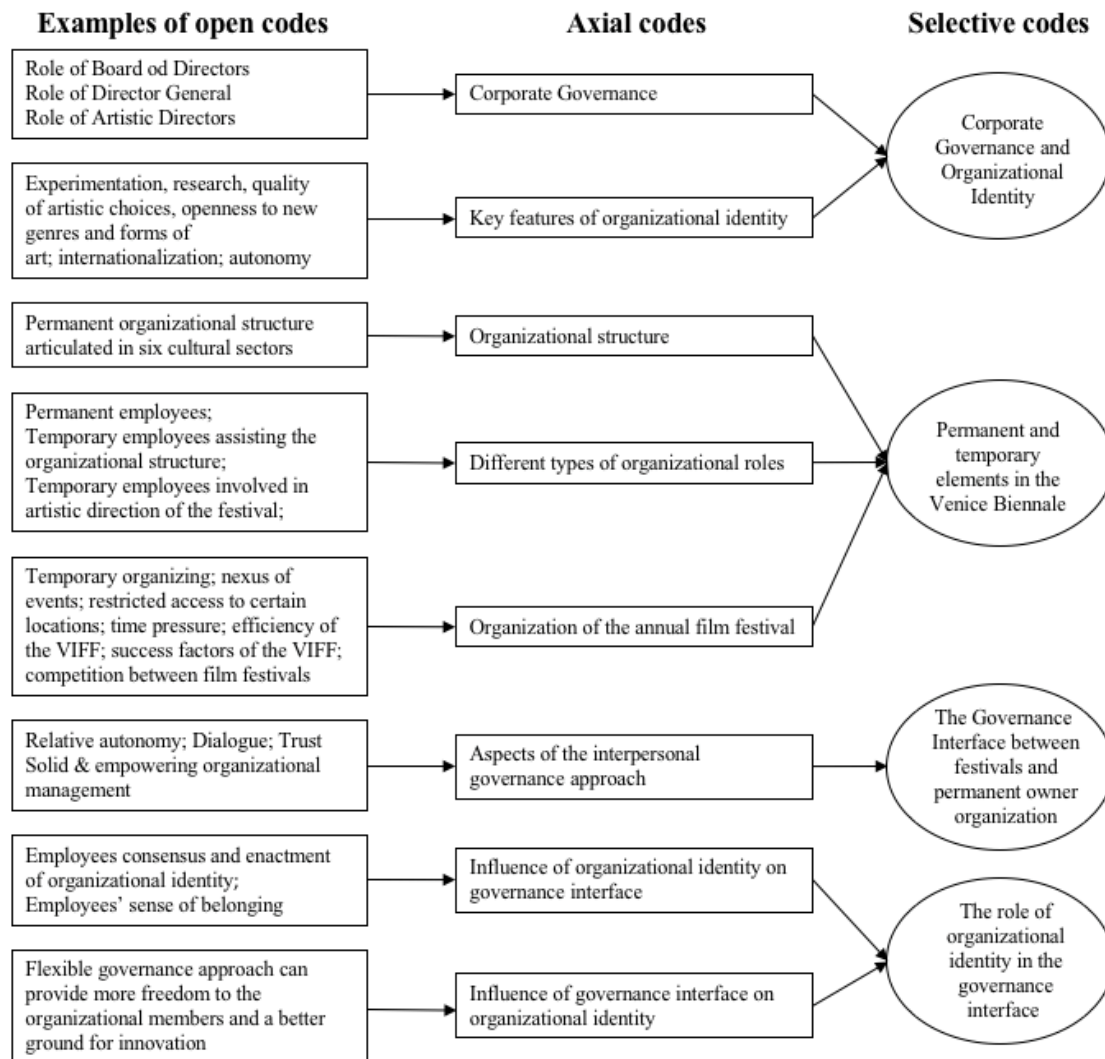 Examples of open codes
Axial codes
Selective codes
Role of Board od Directors
Role of Director General
Role of Artistic Directors
Corporate Governance
Corporate
Governance and
Organizational
Identity
Experimentation, research, quality
of artistic choices, openness to new
genres and forms of
art; internationalization; autonomy
Key features of organizational identity
Permanent organizational structure
articulated in six cultural sectors
Organizational structure
Permanent employees;
Temporary employees assisting the
organizational structure;
Temporary employees involved in
artistic direction of the festival;
Different types of organizational roles
Permanent and
temporary
elements in the
Venice Biennale
Temporary organizing; nexus of
events; restricted access to certain
locations; time pressure; efficiency of
the VIFF; success factors of the VIFF;
competition between film festivals
Organization of the annual film festival
Relative autonomy; Dialogue; Trust
Solid & empowering organizational
management
Aspects of the interpersonal
governance approach
The Governance
Interface between
festivals and
permanent owner
organization
Employees consensus and enactment
of organizational identity;
Employees’ sense of belonging
Influence of organizational identity on
governance interface
The role of
organizational
identity in the
governance
interface
Flexible governance approach can
provide more freedom to the
organizational members and a better
ground for innovation
Influence of governance interface on
organizational identity